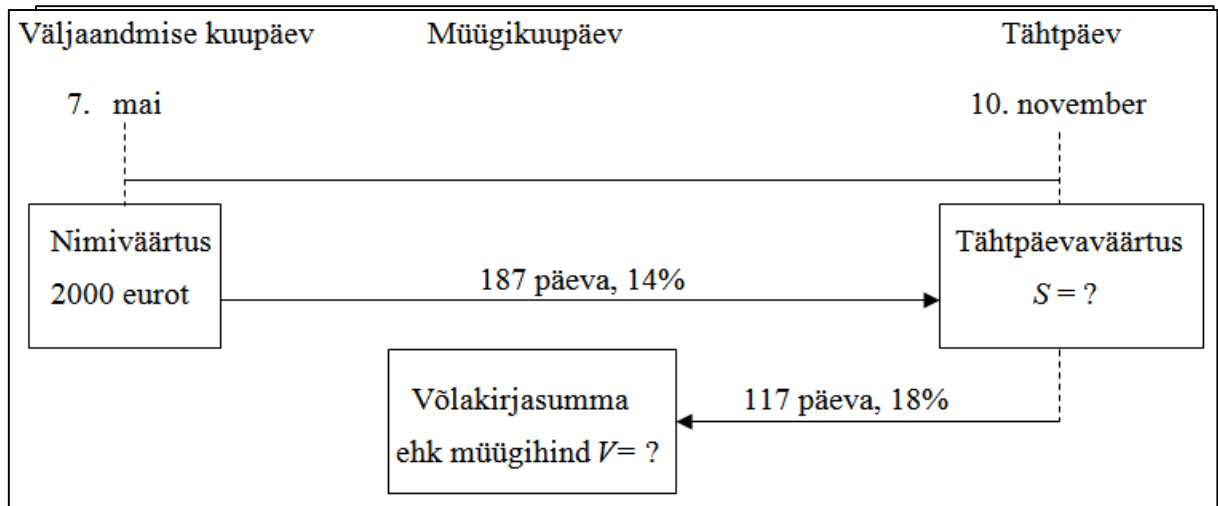 Väljaandmise kuupäev
Müügikuupäev
Tähtpäev
7. mai
10. november
Nimiväärtus
2000 eurot
187 päeva, 14%
Tähtpäevaväärtus
S = ?
Võlakirjasumma
ehk müügihind V= ?
117 päeva, 18%